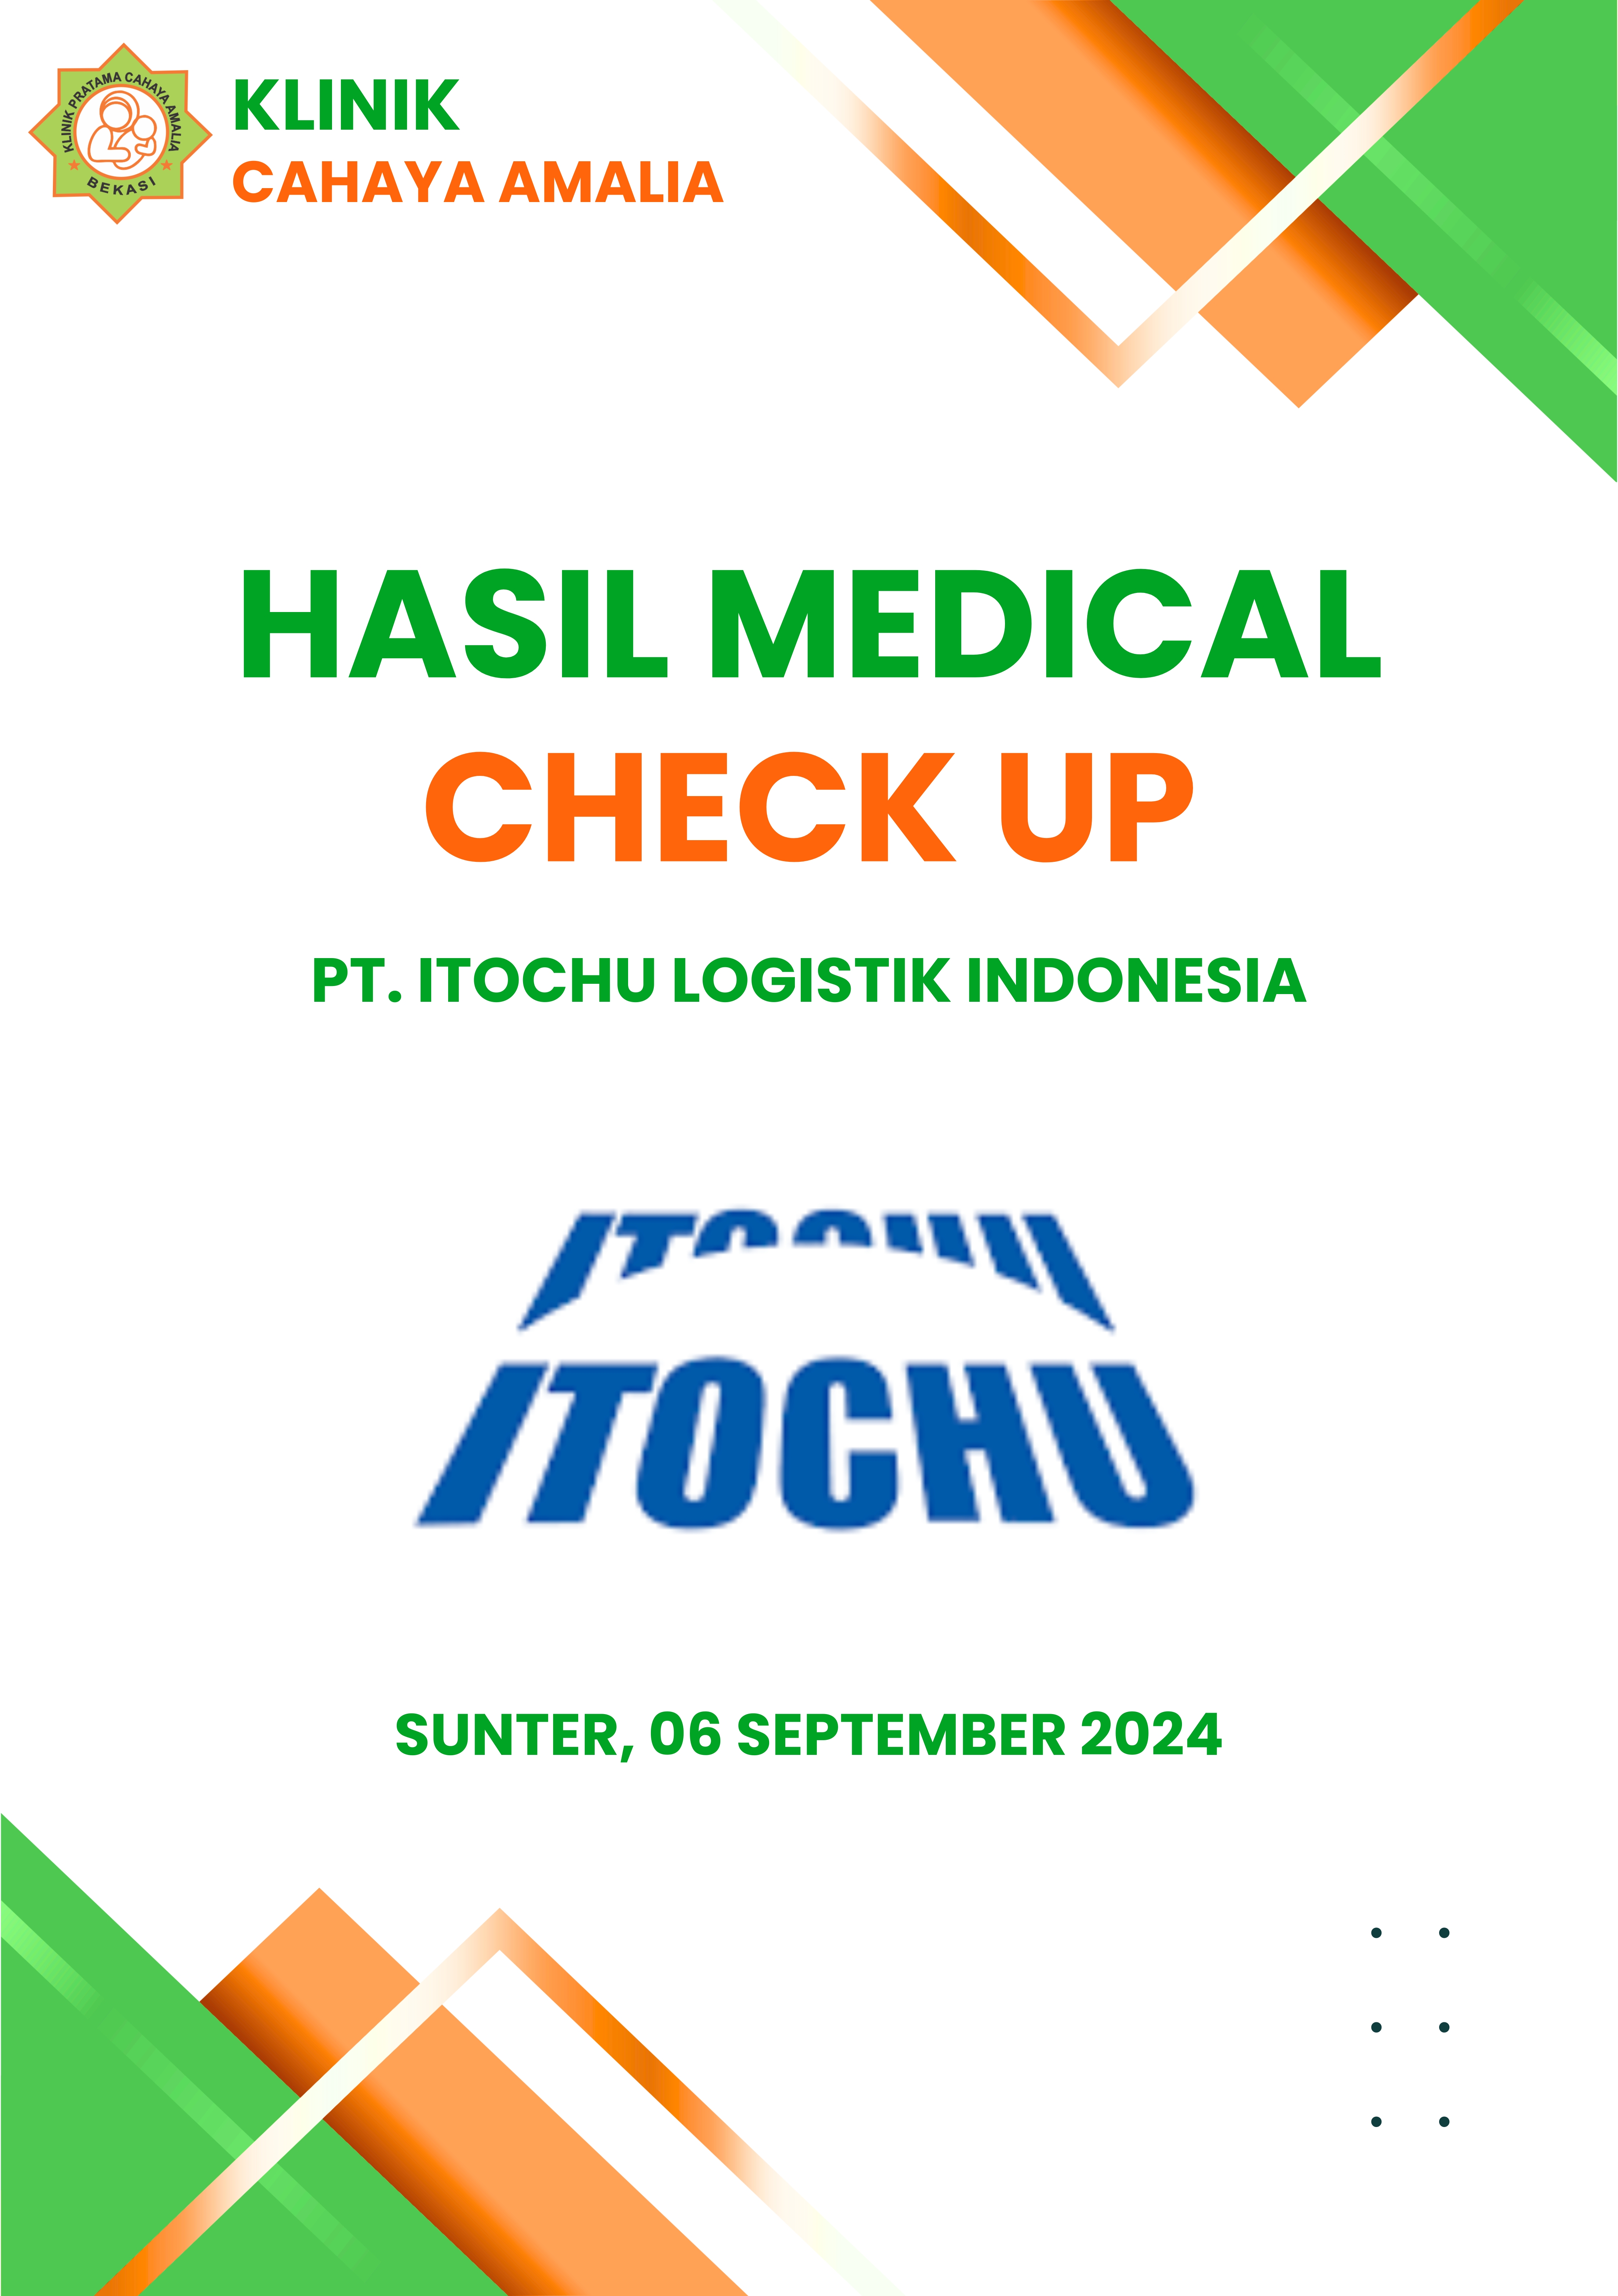 KLINIK PRATAMA CAHAYA AMALIA
BEKASI
KLINIK
CAHAYA AMALIA
HASIL MEDICAL
CHECK UP
PT. ITOCHU LOGISTIK INDONESIA
ITOCHU
ITOCHU
SUNTER, 06 SEPTEMBER 2024